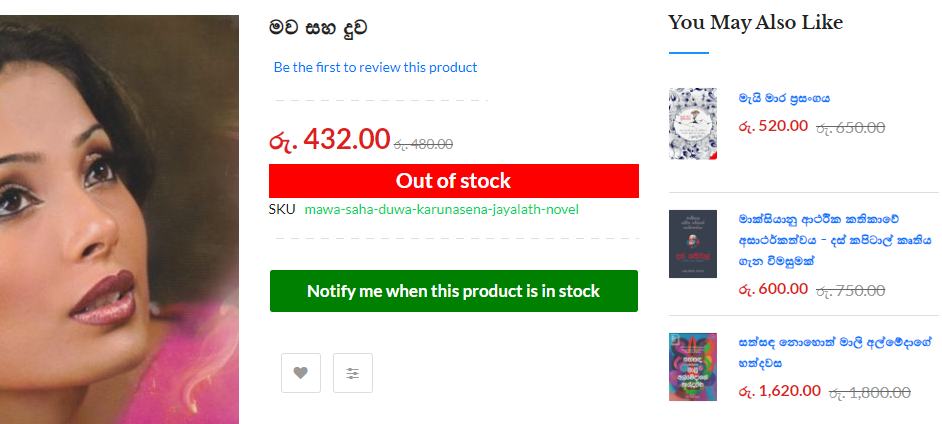 මව සහ දුව
Be the first to review this product
රු. 432.00 රු. 480.00
Out of stock
SKU mawa-saha-duwa-karunasena-jayalath-novel
Notify me when this product is in stock
You May Also Like
මැයි මාර ප්‍රසංගය
රු. 520.00 රු. 650.00
මාක්සියානු ආර්ථික කතිකාවේ
අසාර්ථකත්වය - දස් කපිටාල් කෘතිය
ගැන විමසුමක්
රු. 600.00 රු. 750.00
සත්සඳ නොහොත් මාලි අල්මේදාගේ
හත්දවස
රු. 1,620.00 රු. 1,800.00